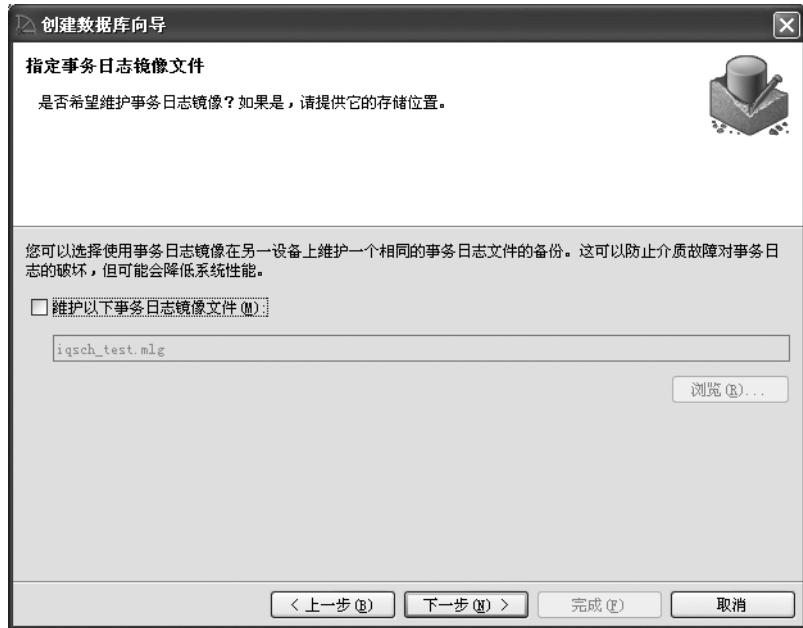 创建数据库向导
指定事务日志镜像文件
是否希望维护事务日志镜像?如果是,请提供它的存储位置。
您可以选择使用事务日志镜像在另一设备上维护一个相同的事务日志文件的备份。这可以防止介质故障对事务日
志的破坏,但可能会降低系统性能。
维护以下事务日志镜像文件(M):
iqsch_test.mlg
浏览(R)...
< 上一步(B)
下一步(N) >
完成(F)
取消